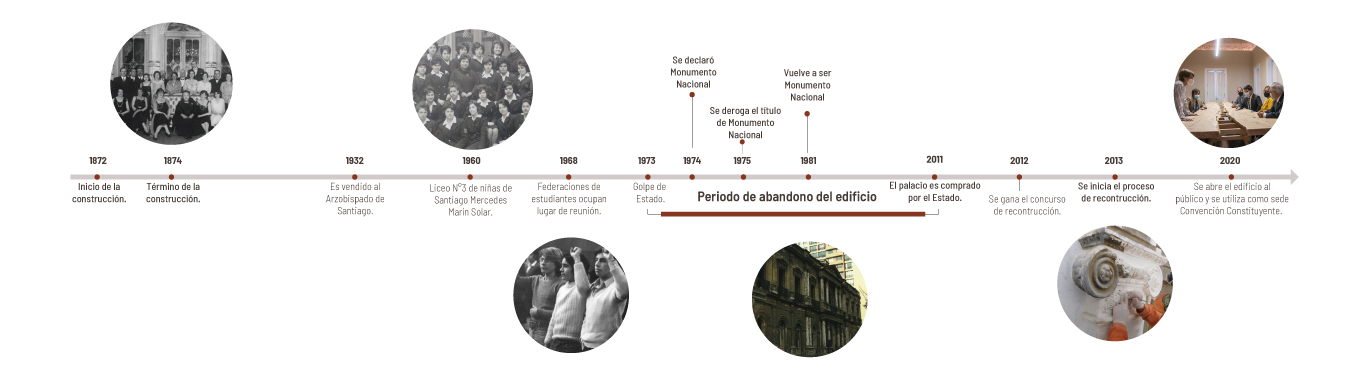 Se declaró
Monumento
Nacional
Se deroga el título
de Monumento
Nacional
Vuelve a ser
Monumento
Nacional
1872
1874
1932
1960
1968
1973
1974
1975
1981
2011
2012
2013
2020
Inicio de la
construcción.
Término de la
construcción.
Es vendido al
Arzobispado de
Santiago.
Liceo N°3 de niñas de
Santiago Mercedes
Marín Solar.
Federaciones de
estudiantes ocupan
lugar de reunión.
Golpe de
Estado.
Periodo de abandono del edificio
El palacio es comprado
por el Estado.
Se gana el concurso
de recontrucción.
Se inicia el proceso
de recontrucción.
Se abre el edificio al
público y se utiliza como sede
Convención Constituyente.